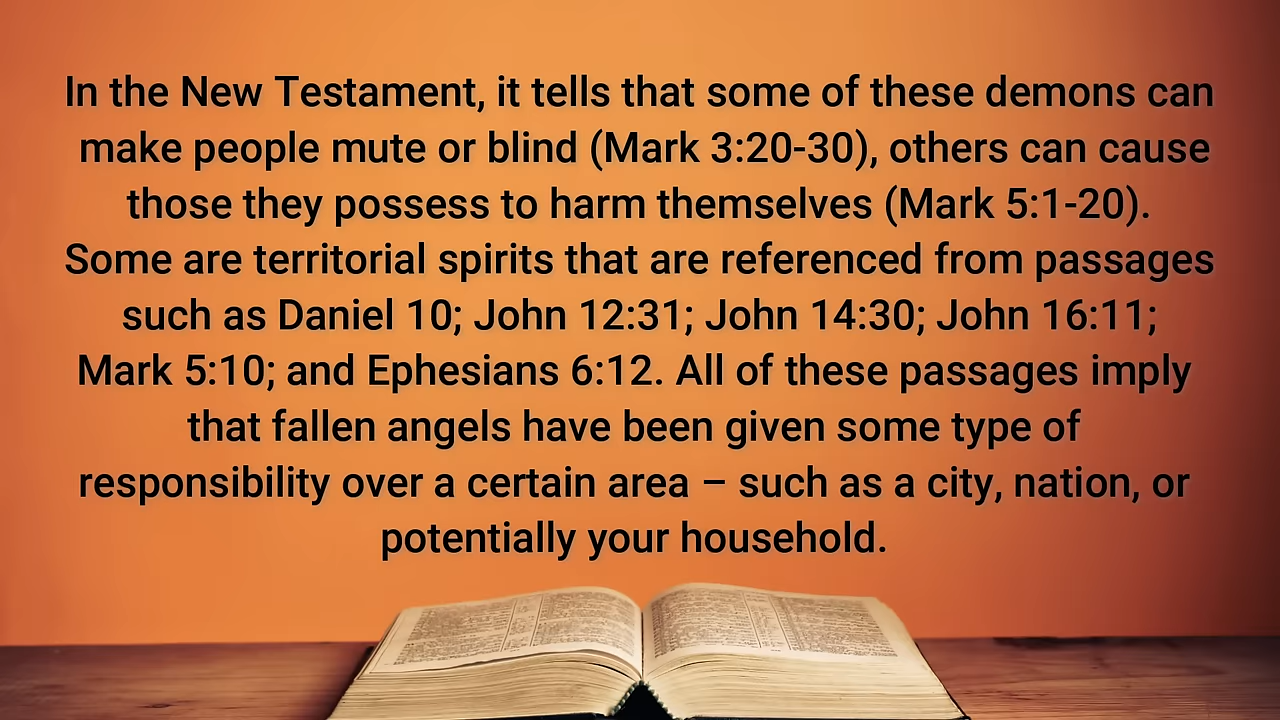 In the New Testament, it tells that some of these demons can
make people mute or blind (Mark 3:20-30), others can cause
those they possess to harm themselves (Mark 5:1-20).
Some are territorial spirits that are referenced from passages
such as Daniel 10; John 12:31; John 14:30; John 16:11;
Mark 5:10; and Ephesians 6:12. All of these passages imply
that fallen angels have been given some type of
responsibility over a certain area – such as a city, nation, or
potentially your household.